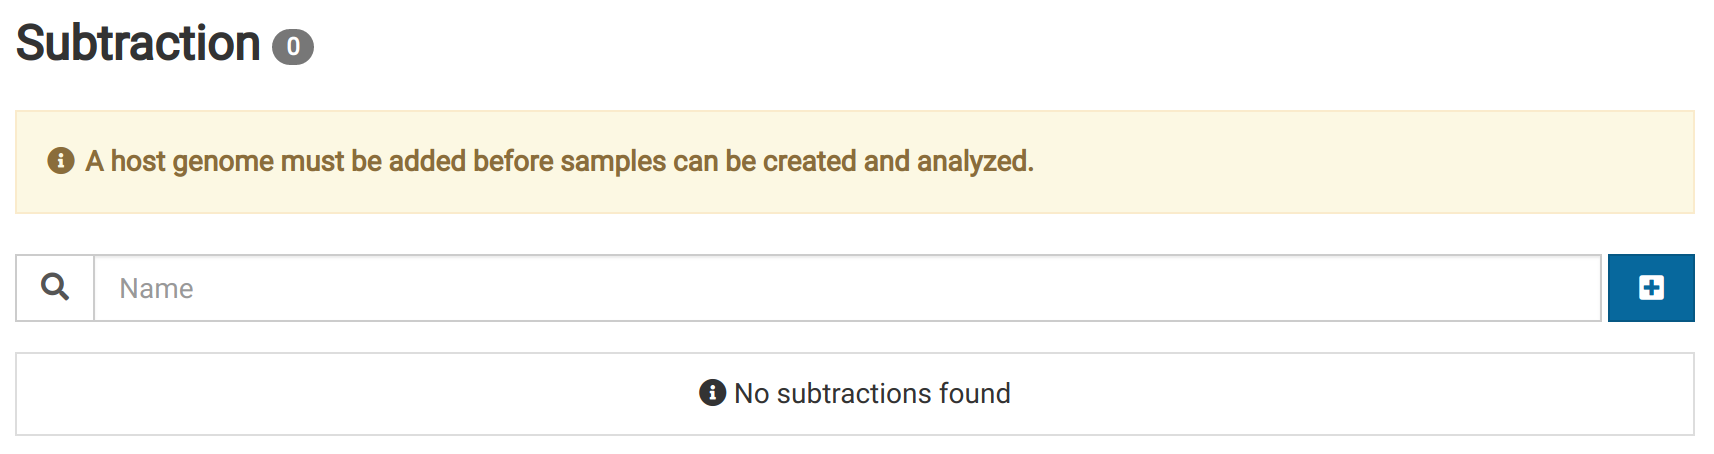 Subtraction 0
A host genome must be added before samples can be created and analyzed.
Name
No subtractions found